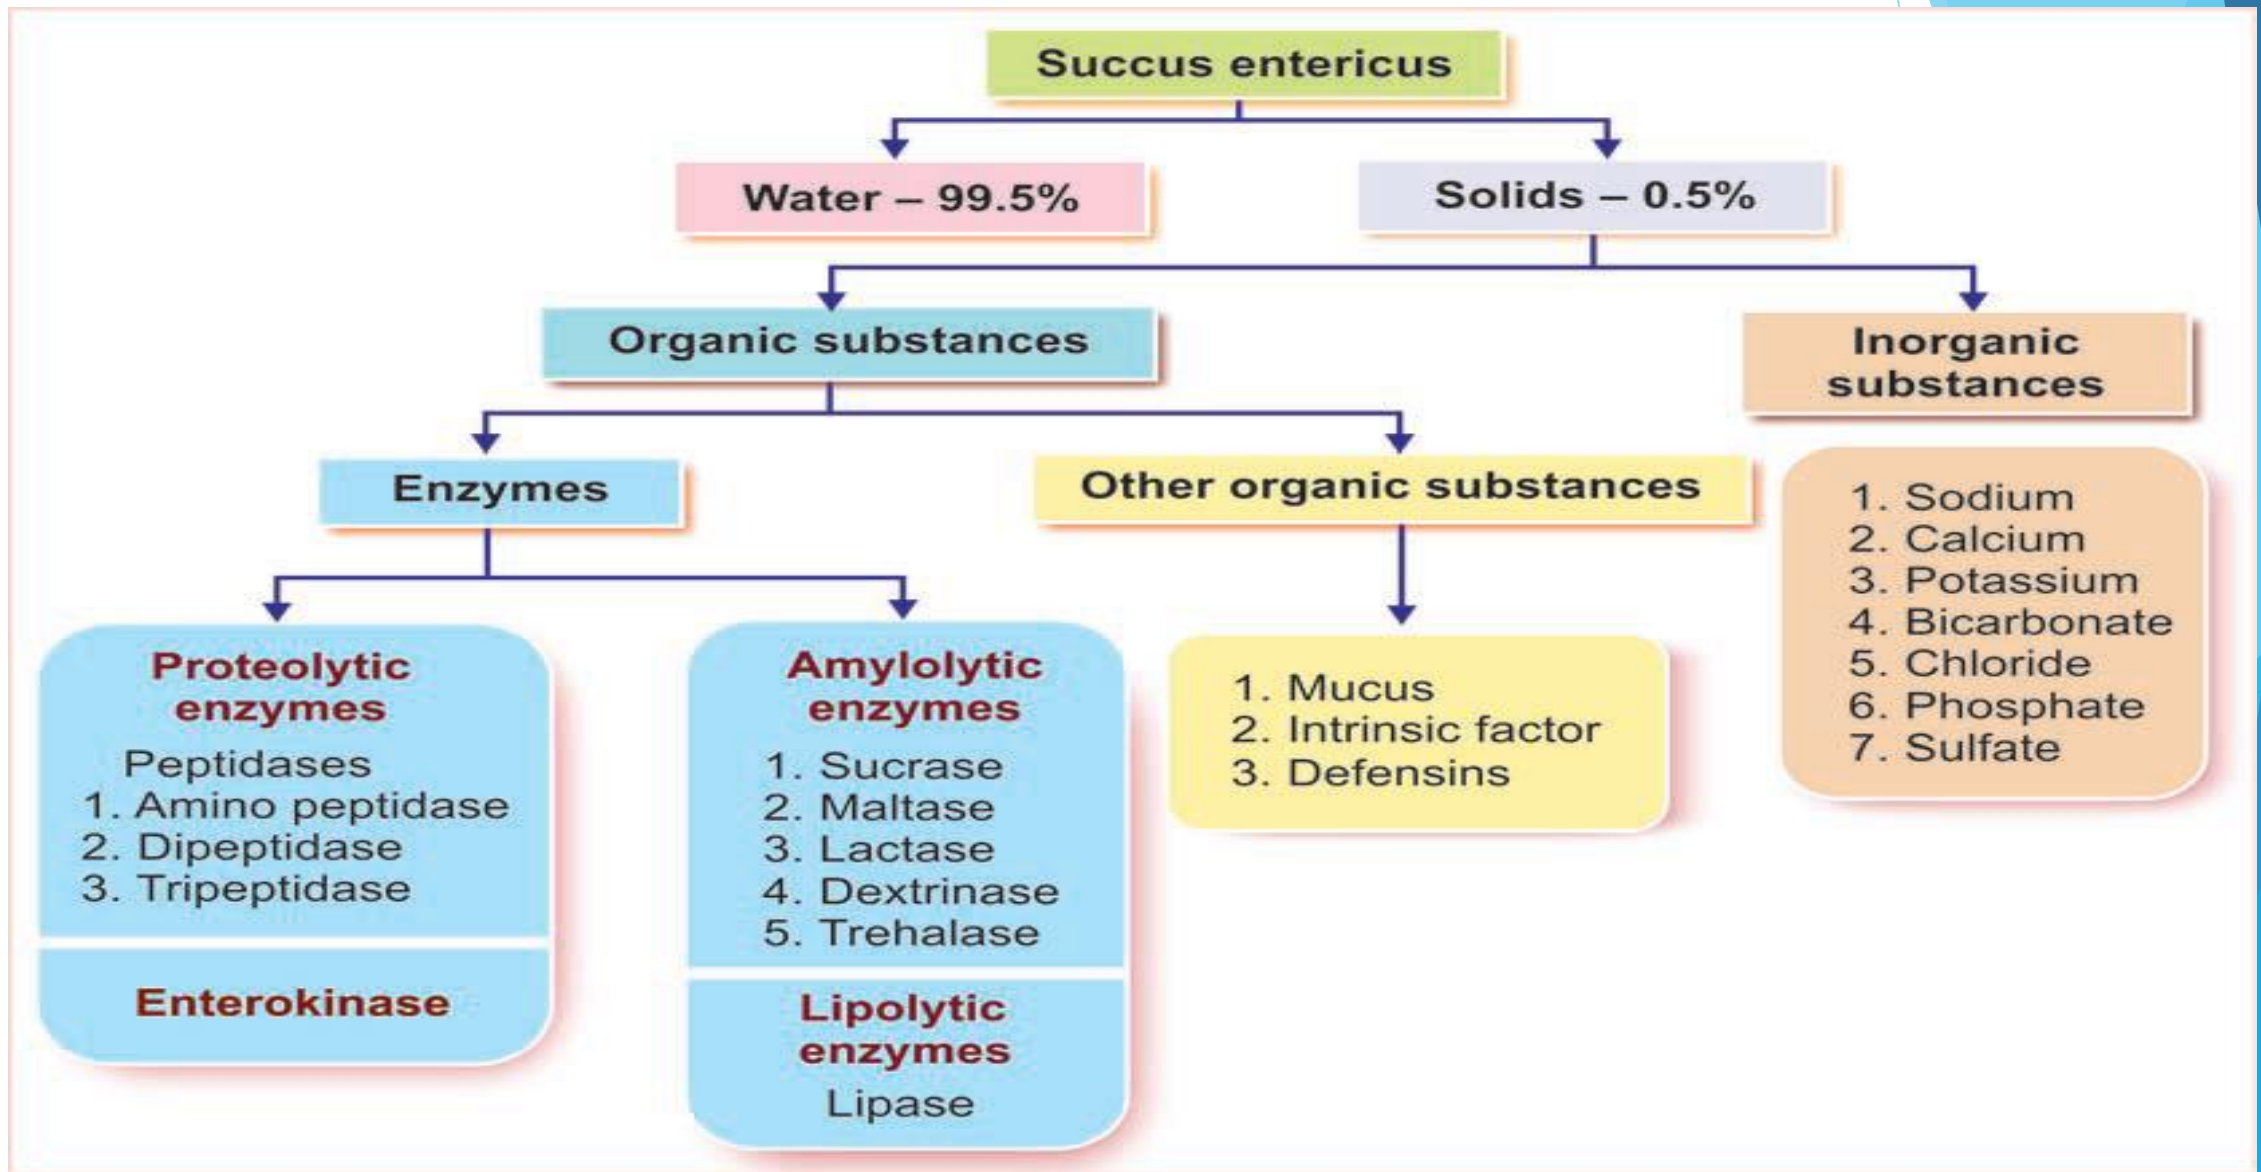 Succus entericus
Water – 99.5%
Solids – 0.5%
Organic substances
Inorganic
substances
Enzymes
Other organic substances
Proteolytic
enzymes
Peptidases
1. Amino peptidase
2. Dipeptidase
3. Tripeptidase
Enterokinase
Amylolytic
enzymes
1. Sucrase
2. Maltase
3. Lactase
4. Dextrinase
5. Trehalase
Lipolytic
enzymes
Lipase
1. Mucus
2. Intrinsic factor
3. Defensins
1. Sodium
2. Calcium
3. Potassium
4. Bicarbonate
5. Chloride
6. Phosphate
7. Sulfate